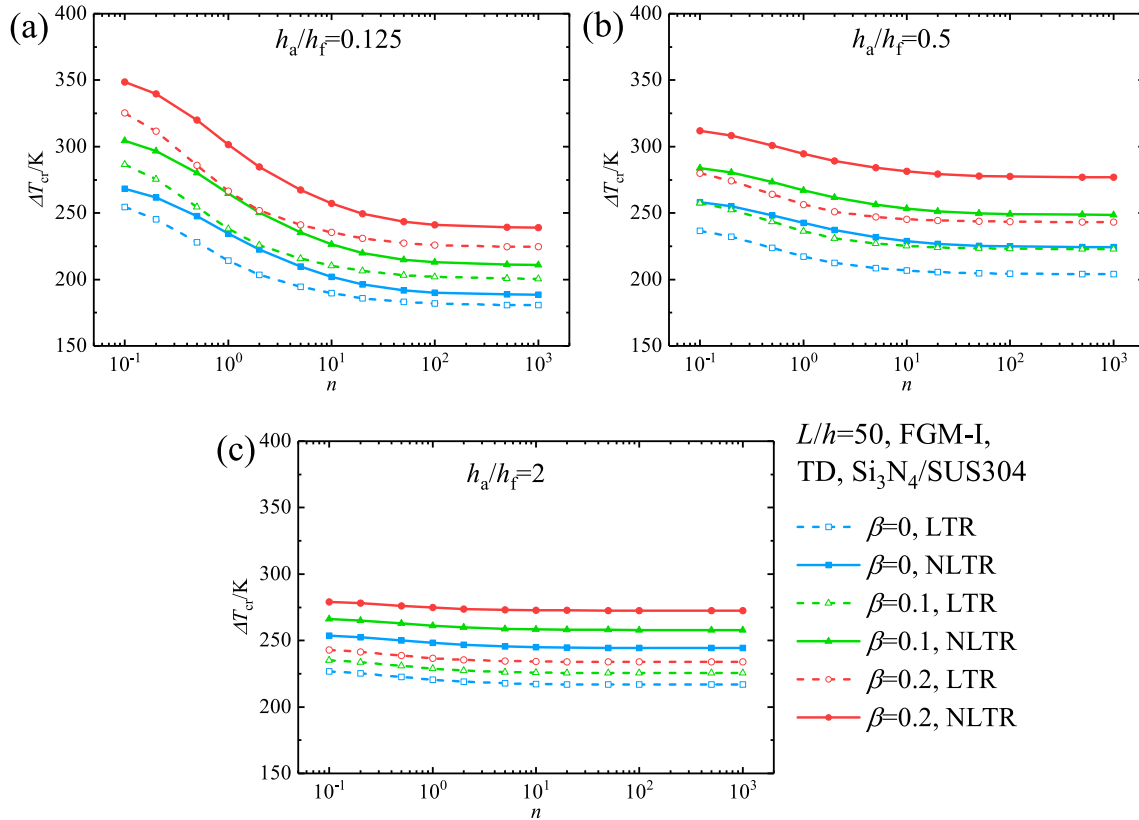 (a)
h_a/h_f=0.125
400
350
300
250
200
150
ΔT_cr/K
10^-1
10^0
10^1
10^2
10^3
n
(b)
h_a/h_f=0.5
400
350
300
250
200
150
ΔT_cr/K
10^-1
10^0
10^1
10^2
10^3
n
(c)
h_a/h_f=2
400
350
300
250
200
150
ΔT_cr/K
10^-1
10^0
10^1
10^2
10^3
n
L/h=50, FGM-I,
TD, Si₃N₄/SUS304
β=0, LTR
β=0, NLTR
β=0.1, LTR
β=0.1, NLTR
β=0.2, LTR
β=0.2, NLTR